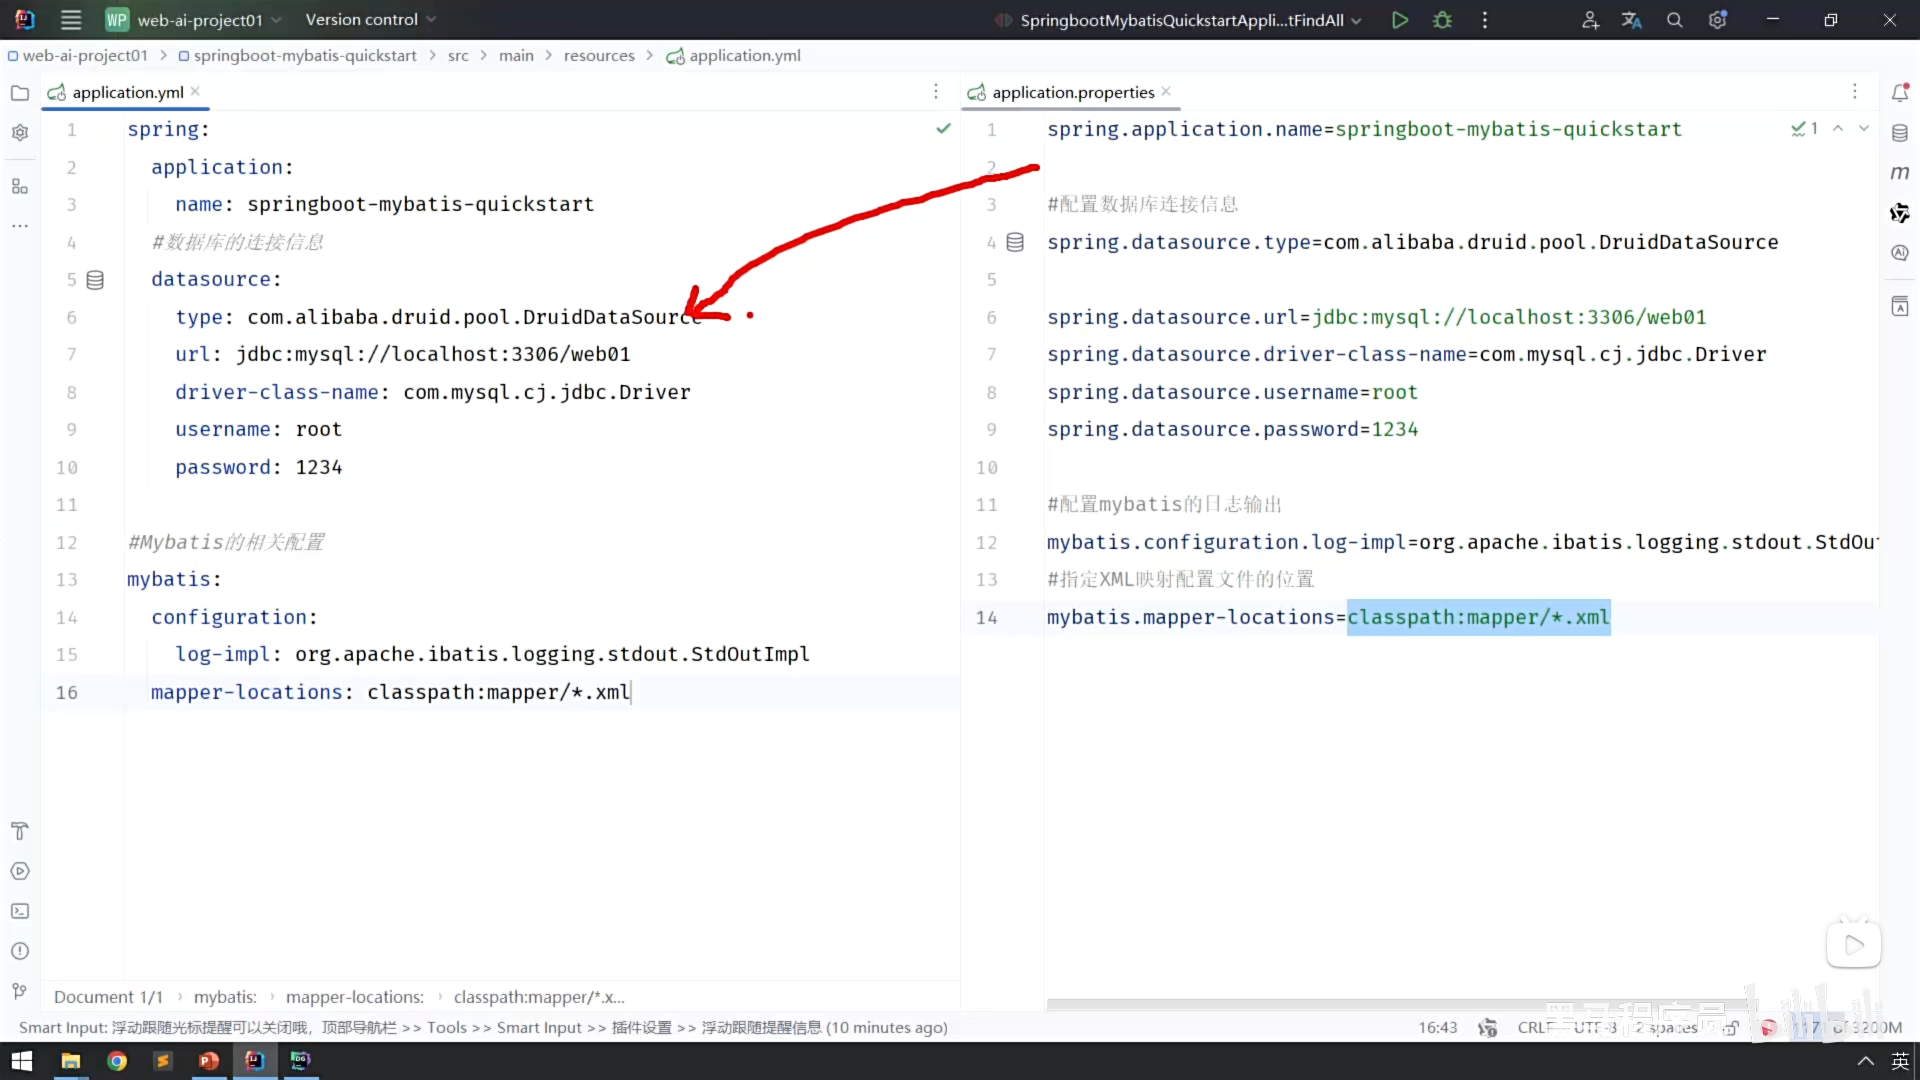 WP web-ai-project01 Version control SpringbootMybatisQuickstartAppli...tFindAll
web-ai-project01 > springboot-mybatis-quickstart > src > main > resources > application.yml
application.yml
1 spring:
2 application:
3 name: springboot-mybatis-quickstart
4 #数据库的连接信息
5 datasource:
6 type: com.alibaba.druid.pool.DruidDataSource
7 url: jdbc:mysql://localhost:3306/web01
8 driver-class-name: com.mysql.cj.jdbc.Driver
9 username: root
10 password: 1234
11
12 #Mybatis的相关配置
13 mybatis:
14 configuration:
15 log-impl: org.apache.ibatis.logging.stdout.StdOutImpl
16 mapper-locations: classpath:mapper/*.xml
application.properties
1 spring.application.name=springboot-mybatis-quickstart
1
2
3 #配置数据库连接信息
4 spring.datasource.type=com.alibaba.druid.pool.DruidDataSource
5
6 spring.datasource.url=jdbc:mysql://localhost:3306/web01
7 spring.datasource.driver-class-name=com.mysql.cj.jdbc.Driver
8 spring.datasource.username=root
9 spring.datasource.password=1234
10
11 #配置mybatis的日志输出
12 mybatis.configuration.log-impl=org.apache.ibatis.logging.stdout.StdOu
13 #指定XML映射配置文件的位置
14 mybatis.mapper-locations=classpath:mapper/*.xml
Document 1/1 > mybatis: > mapper-locations: > classpath:mapper/*.x...
Smart Input: 浮动跟随光标提醒可以关闭哦，顶部导航栏 >> Tools >> Smart Input >> 插件设置 >> 浮动跟随提醒信息 (10 minutes ago)
16:43 CRLF UTF-8 2 spaces 3200M
黑马程序员 bilibili
英